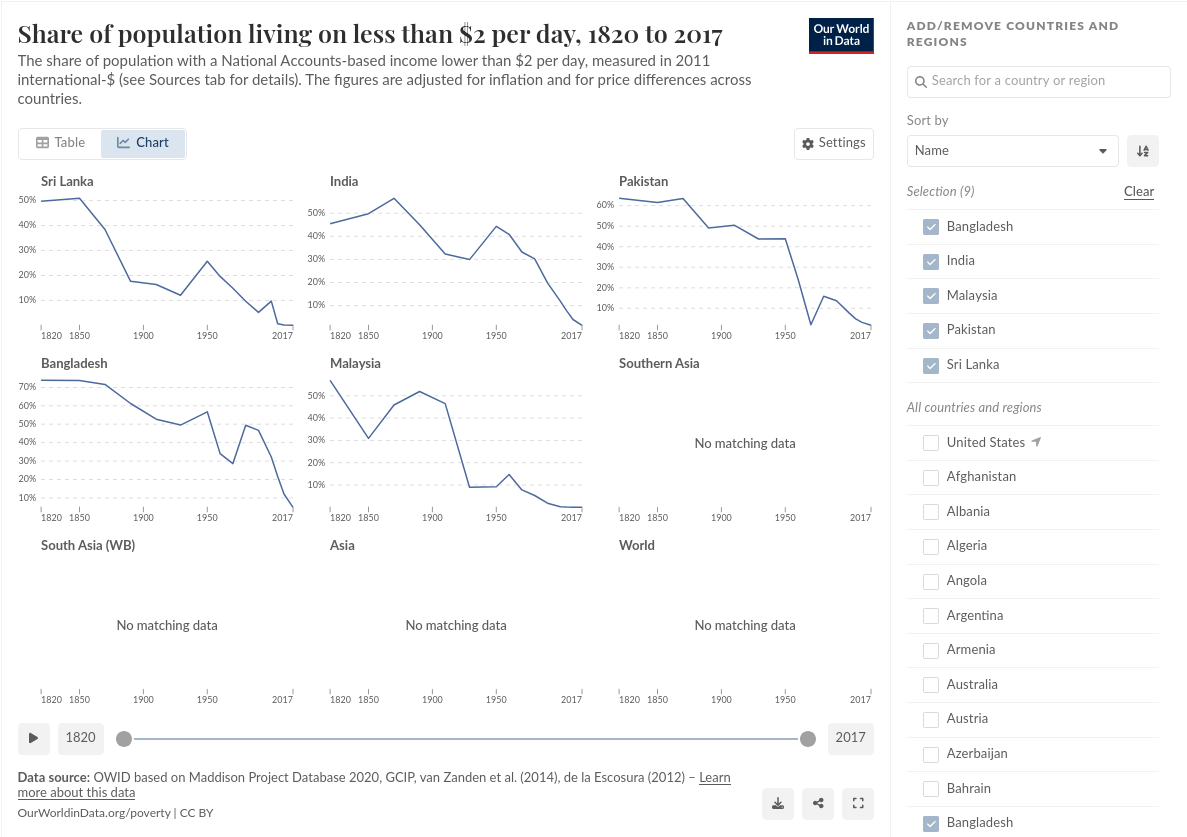 Share of population living on less than $2 per day, 1820 to 2017
The share of population with a National Accounts-based income lower than $2 per day, measured in 2011
international-$ (see Sources tab for details). The figures are adjusted for inflation and for price differences across
countries.
Our World
in Data
Table
Chart
Settings
Sri Lanka
50%
40%
30%
20%
10%
1820 1850 1900 1950 2017
India
50%
40%
30%
20%
10%
1820 1850 1900 1950 2017
Pakistan
60%
50%
40%
30%
20%
10%
1820 1850 1900 1950 2017
Bangladesh
70%
60%
50%
40%
30%
20%
10%
1820 1850 1900 1950 2017
Malaysia
50%
40%
30%
20%
10%
1820 1850 1900 1950 2017
Southern Asia
No matching data
1820 1850 1900 1950 2017
South Asia (WB)
No matching data
1820 1850 1900 1950 2017
Asia
No matching data
1820 1850 1900 1950 2017
World
No matching data
1820 1850 1900 1950 2017
1820
2017
Data source: OWID based on Maddison Project Database 2020, GCIP, van Zanden et al. (2014), de la Escosura (2012) – Learn
more about this data
OurWorldinData.org/poverty | CC BY
ADD/REMOVE COUNTRIES AND
REGIONS
Search for a country or region
Sort by
Name
Selection (9)
Clear
Bangladesh
India
Malaysia
Pakistan
Sri Lanka
All countries and regions
United States
Afghanistan
Albania
Algeria
Angola
Argentina
Armenia
Australia
Austria
Azerbaijan
Bahrain
Bangladesh